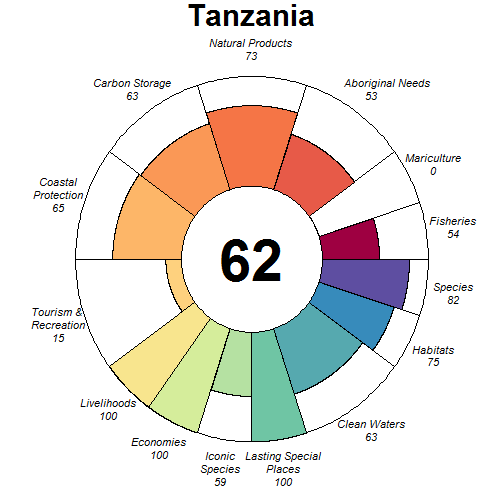 Tanzania
Natural Products
73
Carbon Storage
63
Aboriginal Needs
53
Mariculture
0
Coastal
Protection
65
Fisheries
54
62
Species
82
Tourism &
Recreation
15
Habitats
75
Livelihoods
100
Clean Waters
63
Economies
100
Iconic
Species
59
Lasting Special
Places
100